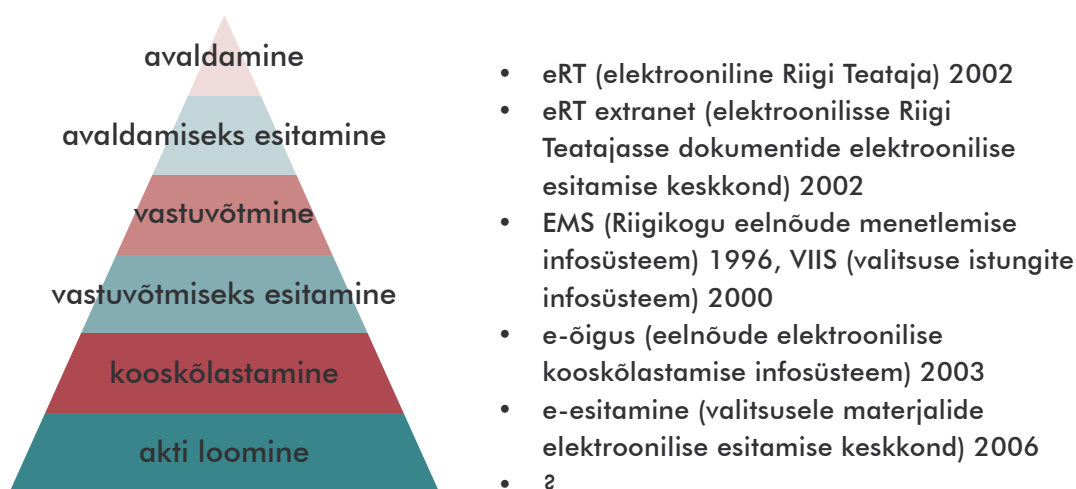 avaldamine
avaldamiseks esitamine
vastuvõtmine
vastuvõtmiseks esitamine
kooskõlastamine
akti loomine
• eRT (elektrooniline Riigi Teataja) 2002
• eRT extranet (elektroonilisse Riigi
Teatajasse dokumentide elektroonilise
esitamise keskkond) 2002
• EMS (Riigikogu eelnõude menetlemise
infosüsteem) 1996, VIIS (valitsuse istungite
infosüsteem) 2000
• e-õigus (eelnõude elektroonilise
kooskõlastamise infosüsteem) 2003
• e-esitamine (valitsusele materjalide
elektroonilise esitamise keskkond) 2006
• ?